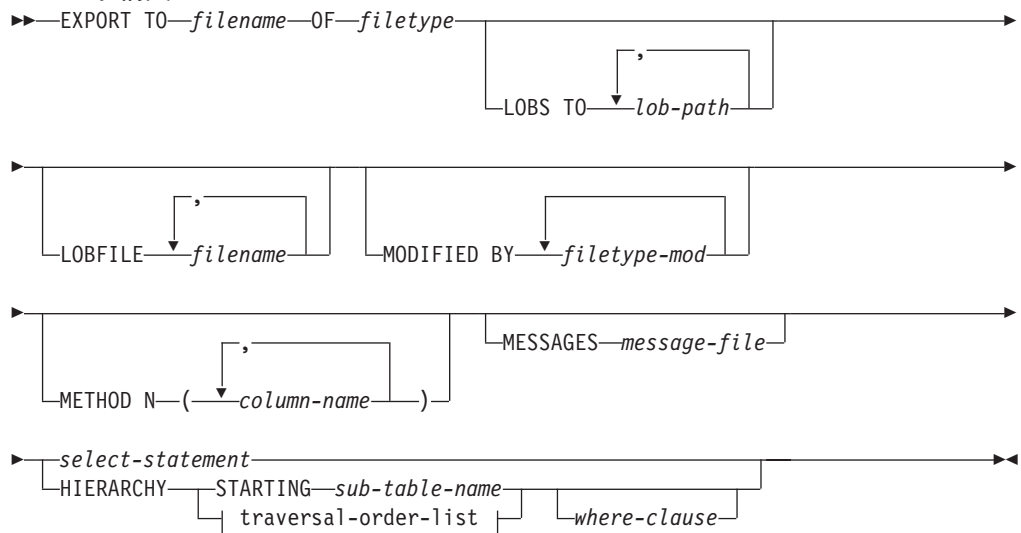 EXPORT TO filename OF filetype
,
LOBS TO lob-path
, 
LOBFILE filename MODIFIED BY filetype-mod
MESSAGES message-file
,
METHOD N ( column-name )
select-statement
HIERARCHY STARTING sub-table-name
traversal-order-list where-clause